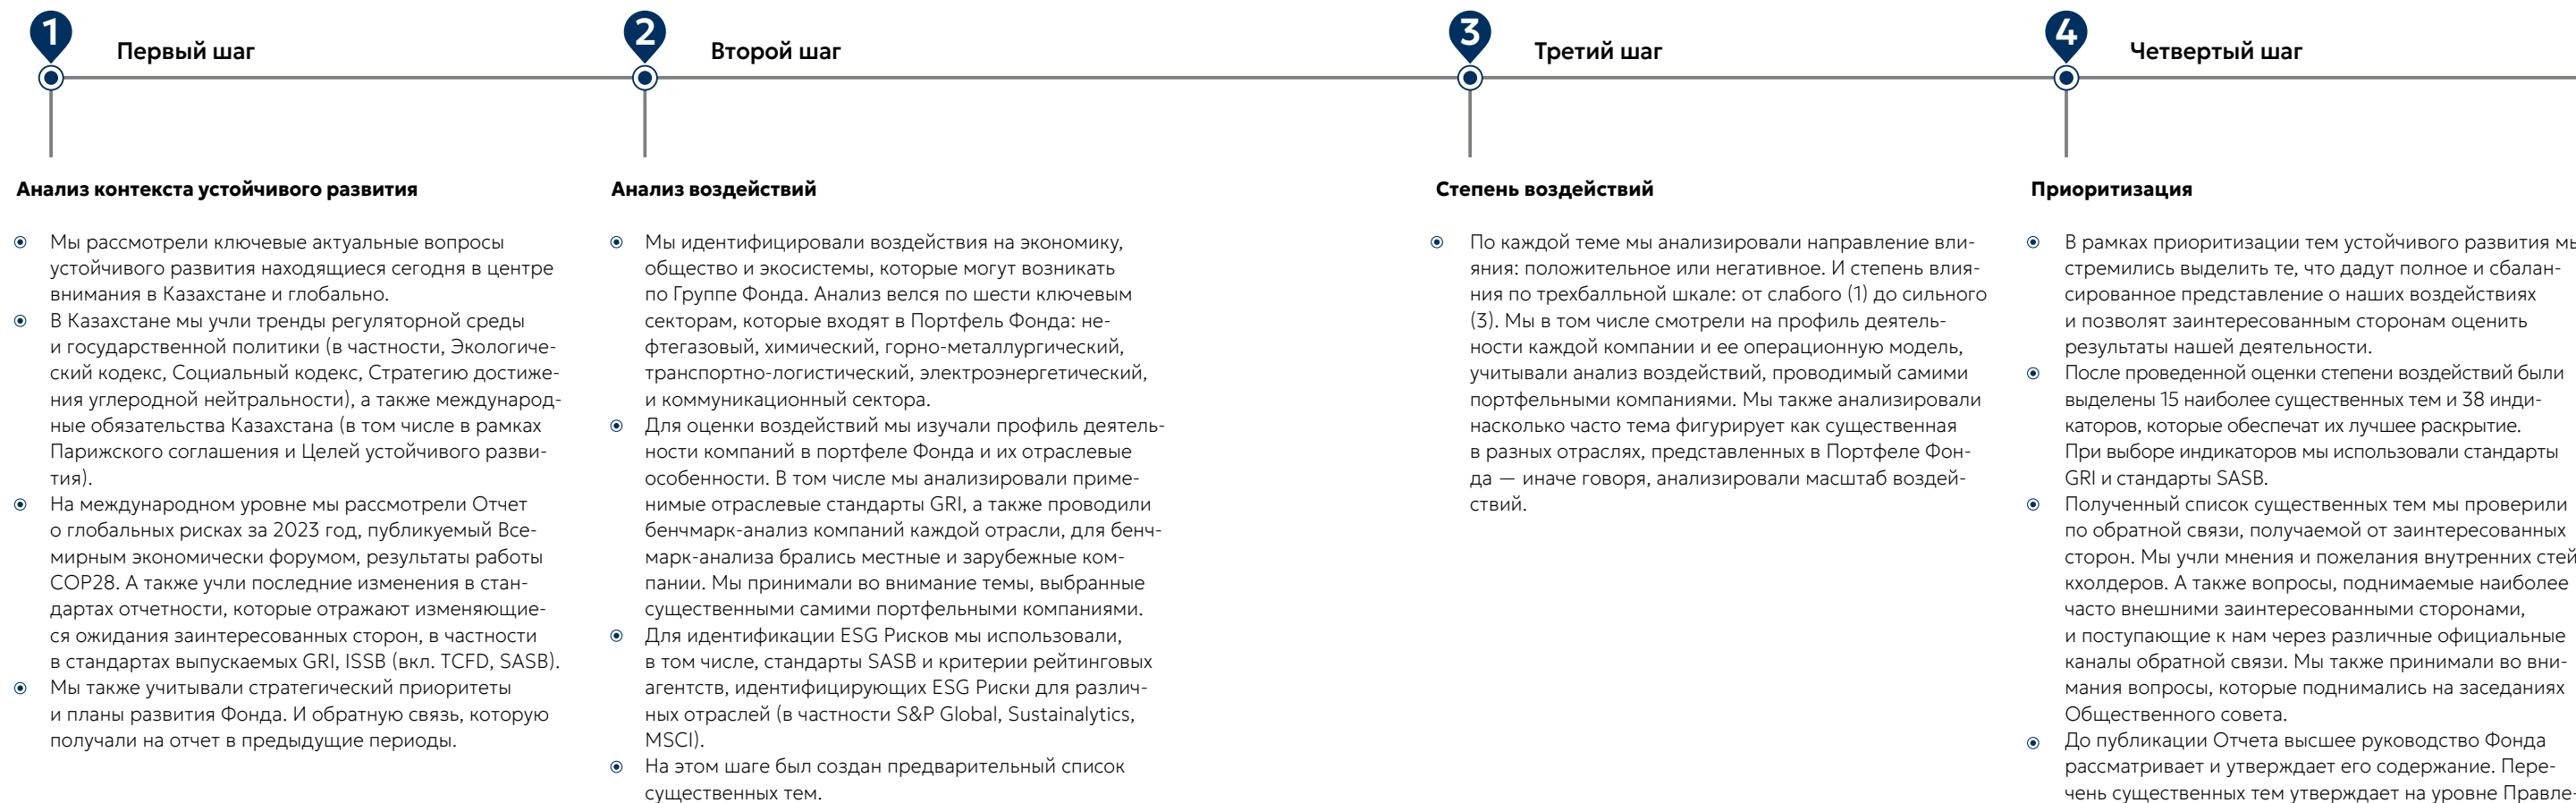 1
Первый шаг
Анализ контекста устойчивого развития
Мы рассмотрели ключевые актуальные вопросы
устойчивого развития находящиеся сегодня в центре
внимания в Казахстане и глобально.
В Казахстане мы учли тренды регуляторной среды
и государственной политики (в частности, Экологиче-
ский кодекс, Социальный кодекс, Стратегию достиже-
ния углеродной нейтральности), а также международ-
ные обязательства Казахстана (в том числе в рамках
Парижского соглашения и Целей устойчивого разви-
тия).
На международном уровне мы рассмотрели Отчет
о глобальных рисках за 2023 год, публикуемый Все-
мирным экономически форумом, результаты работы
COP28. А также учли последние изменения в стан-
дартах отчетности, которые отражают изменяющие-
ся ожидания заинтересованных сторон, в частности
в стандартах выпускаемых GRI, ISSB (вкл. TCFD, SASB).
Мы также учитывали стратегический приоритеты
и планы развития Фонда. И обратную связь, которую
получали на отчет в предыдущие периоды.
2
Второй шаг
Анализ воздействий
Мы идентифицировали воздействия на экономику,
общество и экосистемы, которые могут возникать
по Группе Фонда. Анализ велся по шести ключевым
секторам, которые входят в Портфель Фонда: не-
фтегазовый, химический, горно-металлургический,
транспортно-логистический, электроэнергетический,
и коммуникационный сектора.
Для оценки воздействий мы изучали профиль деятель-
ности компаний в портфеле Фонда и их отраслевые
особенности. В том числе мы анализировали приме-
нимые отраслевые стандарты GRI, а также проводили
бенчмарк-анализ компаний каждой отрасли, для бенч-
марк-анализа брались местные и зарубежные ком-
пании. Мы принимали во внимание темы, выбранные
существенными самими портфельными компаниями.
Для идентификации ESG Рисков мы использовали,
в том числе, стандарты SASB и критерии рейтинговых
агентств, идентифицирующих ESG Риски для различ-
ных отраслей (в частности S&P Global, Sustainalytics,
MSCI).
На этом шаге был создан предварительный список
существенных тем.
3
Третий шаг
Степень воздействий
По каждой теме мы анализировали направление вли-
яния: положительное или негативное. И степень влия-
ния по трехбалльной шкале: от слабого (1) до сильного
(3). Мы в том числе смотрели на профиль деятель-
ности каждой компании и ее операционную модель,
учитывали анализ воздействий, проводимый самими
портфельными компаниями. Мы также анализировали
насколько часто тема фигурирует как существенная
в разных отраслях, представленных в Портфеле Фон-
да — иначе говоря, анализировали масштаб воздей-
ствий.
4
Четвертый шаг
Приоритизация
В рамках приоритизации тем устойчивого развития мы
стремились выделить те, что дадут полное и сбалан-
сированное представление о наших воздействиях
и позволят заинтересованным сторонам оценить
результаты нашей деятельности.
После проведенной оценки степени воздействий были
выделены 15 наиболее существенных тем и 38 инди-
каторов, которые обеспечат их лучшее раскрытие.
При выборе индикаторов мы использовали стандарты
GRI и стандарты SASB.
Полученный список существенных тем мы проверили
по обратной связи, получаемой от заинтересованных
сторон. Мы учли мнения и пожелания внутренних стей
кхолдеров. А также вопросы, поднимаемые наиболее
часто внешними заинтересованными сторонами,
и поступающие к нам через различные официальные
каналы обратной связи. Мы также принимали во вни-
мания вопросы, которые поднимались на заседаниях
Общественного совета.
До публикации Отчета высшее руководство Фонда
рассматривает и утверждает его содержание. Пере-
чень существенных тем утверждает на уровне Правле-